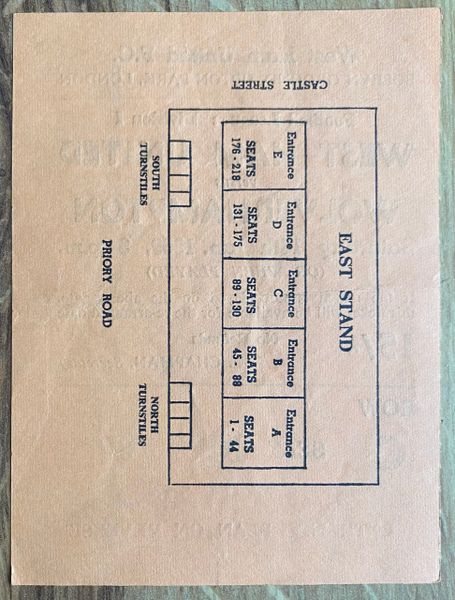 CASTLE STREET
EAST STAND
Entrance
E
SEATS
176 - 218
Entrance
D
SEATS
131 - 175
Entrance
C
SEATS
89 - 130
Entrance
B
SEATS
45 - 88
Entrance
A
SEATS
1 - 44
SOUTH
TURNSTILES
NORTH
TURNSTILES
PRIORY ROAD